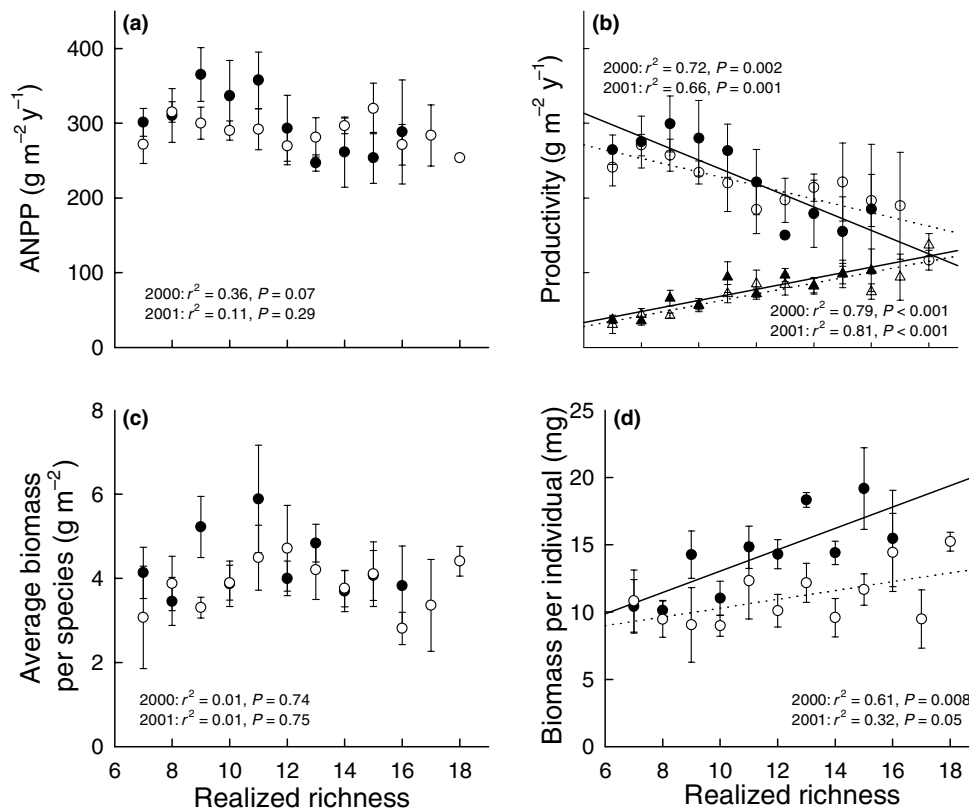 (a)
400
300
200
100
0
ANPP (g m⁻² y⁻¹)
2000: r² = 0.36, P = 0.07
2001: r² = 0.11, P = 0.29
(b)
Productivity (g m⁻² y⁻¹)
2000: r² = 0.72, P = 0.002
2001: r² = 0.66, P = 0.001
2000: r² = 0.79, P < 0.001
2001: r² = 0.81, P < 0.001
(c)
8
6
4
2
0
Average biomass
per species (g m⁻²)
2000: r² = 0.01, P = 0.74
2001: r² = 0.01, P = 0.75
6 8 10 12 14 16 18
Realized richness
(d)
25
20
15
10
5
0
Biomass per individual (mg)
2000: r² = 0.61, P = 0.008
2001: r² = 0.32, P = 0.05
6 8 10 12 14 16 18
Realized richness